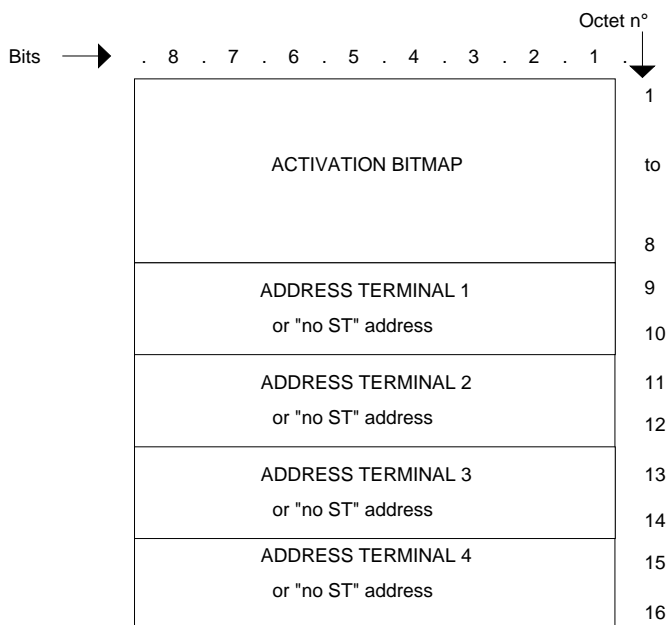 Octet n°
Bits . 8 . 7 . 6 . 5 . 4 . 3 . 2 . 1 .
1
ACTIVATION BITMAP to
8
ADDRESS TERMINAL 1 9
or "no ST" address
10
ADDRESS TERMINAL 2 11
or "no ST" address 12
ADDRESS TERMINAL 3 13
or "no ST" address
14
ADDRESS TERMINAL 4 15
or "no ST" address
16